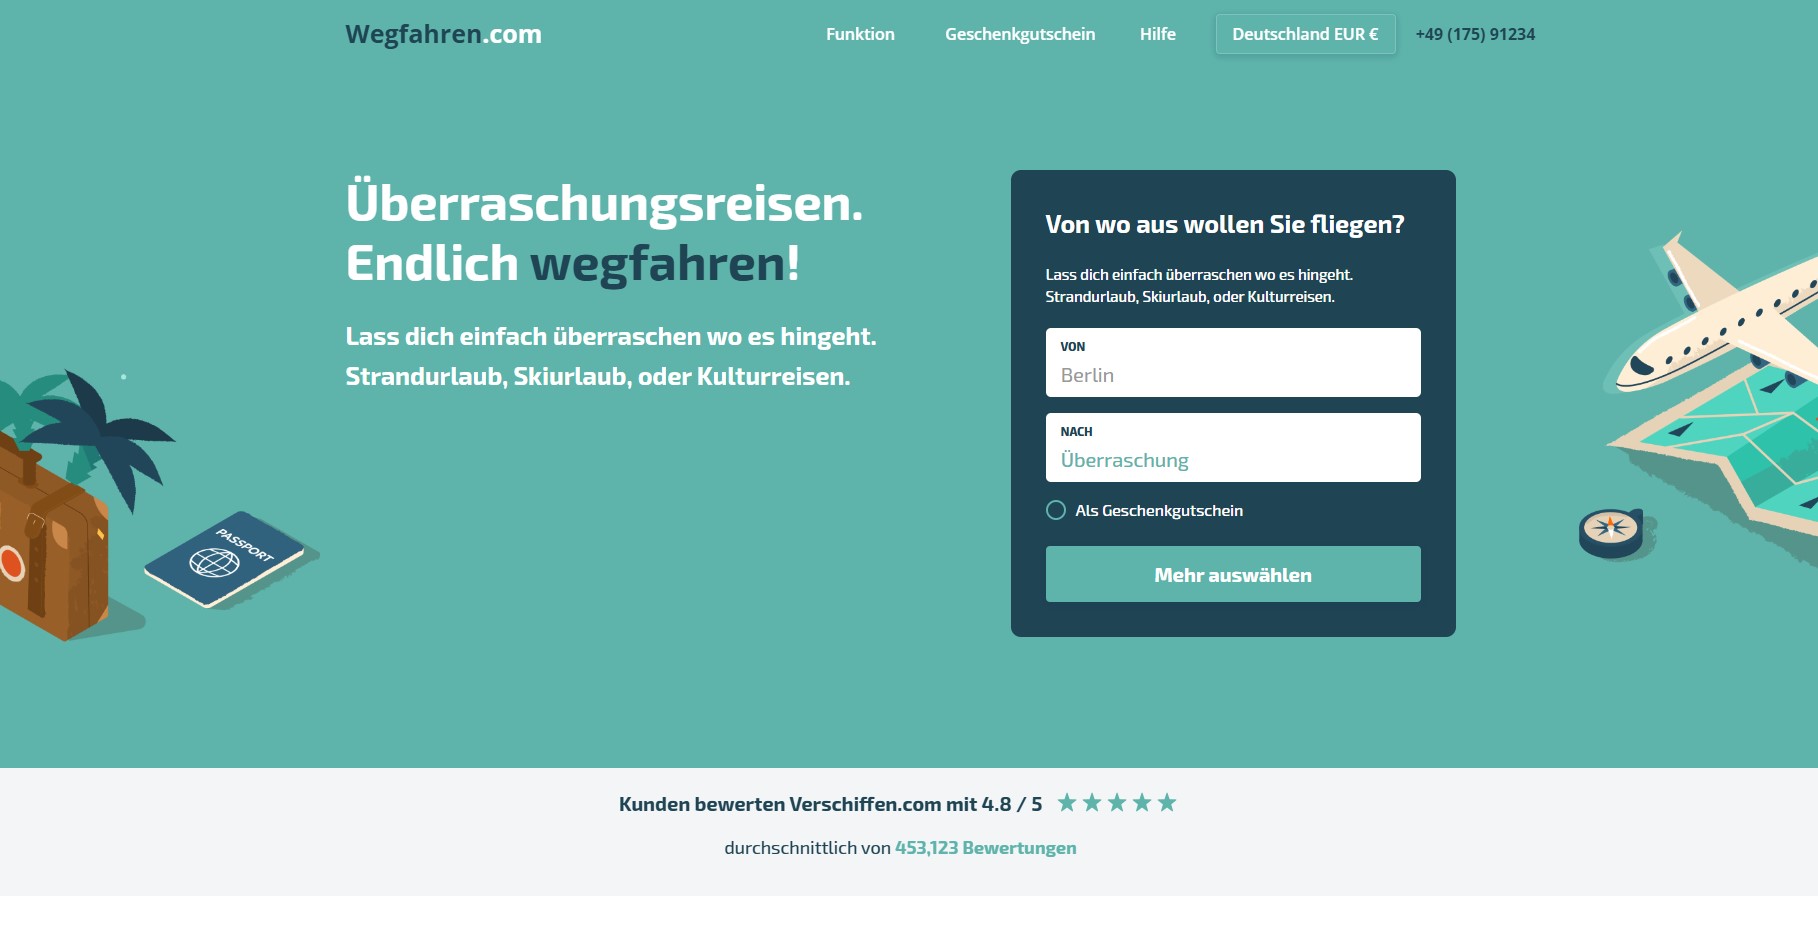 Wegfahren.com
Funktion
Geschenkgutschein
Hilfe
Deutschland EUR €
+49 (175) 91234
Überraschungsreisen.
Endlich wegfahren!
Lass dich einfach überraschen wo es hingeht.
Strandurlaub, Skiurlaub, oder Kulturreisen.
Von wo aus wollen Sie fliegen?
Lass dich einfach überraschen wo es hingeht.
Strandurlaub, Skiurlaub, oder Kulturreisen.
VON
Berlin
NACH
Überraschung
Als Geschenkgutschein
Mehr auswählen
PASSPORT
Kunden bewerten Verschiffen.com mit 4.8 / 5
durchschnittlich von 453,123 Bewertungen